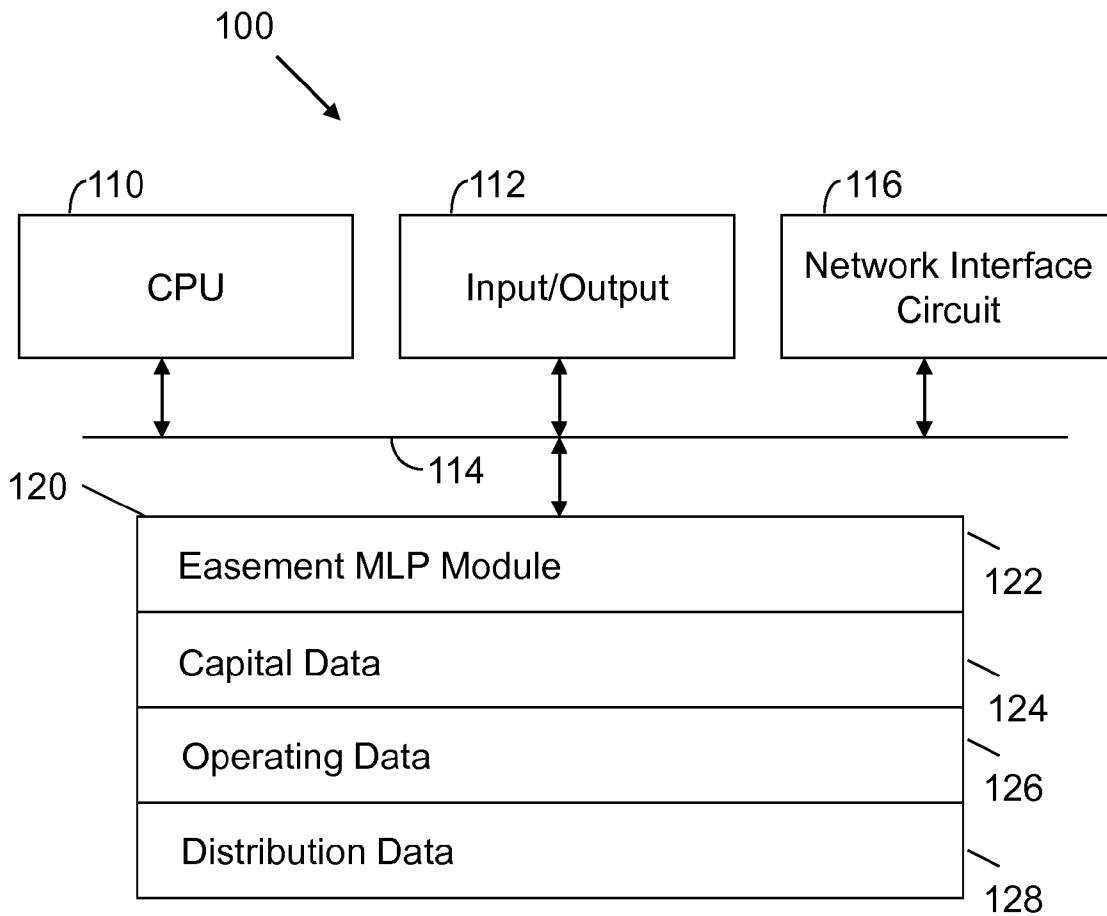 100
110
112
116
CPU
Input/Output
Network Interface
Circuit
114
120
Easement MLP Module
122
Capital Data
124
Operating Data
126
Distribution Data
128